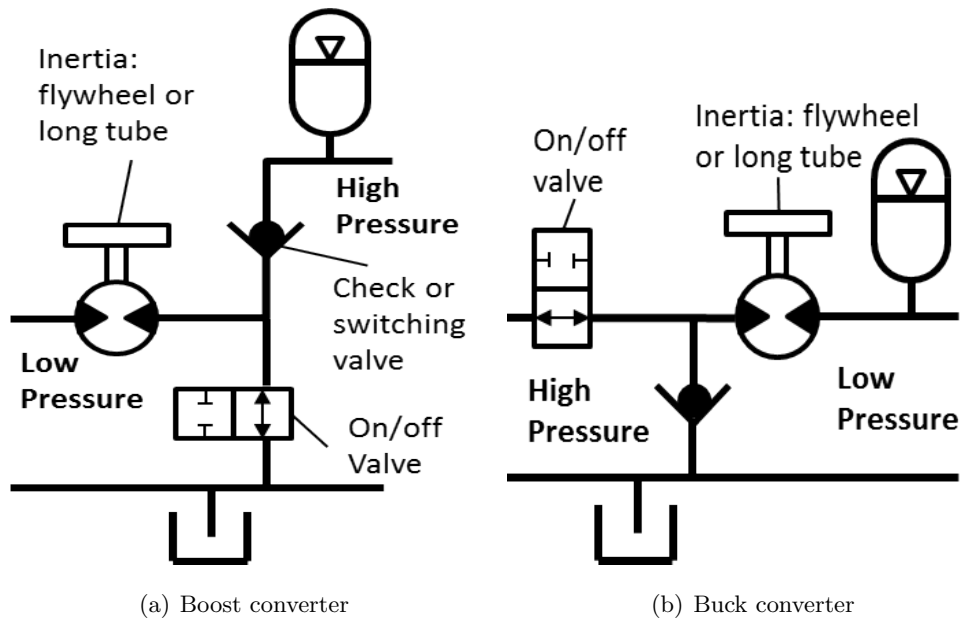 Inertia:
flywheel or
long tube
High
Pressure
Check or
switching
valve
Low
Pressure
On/off
Valve
(a) Boost converter
On/off
valve
Inertia: flywheel
or long tube
High
Pressure
Low
Pressure
(b) Buck converter